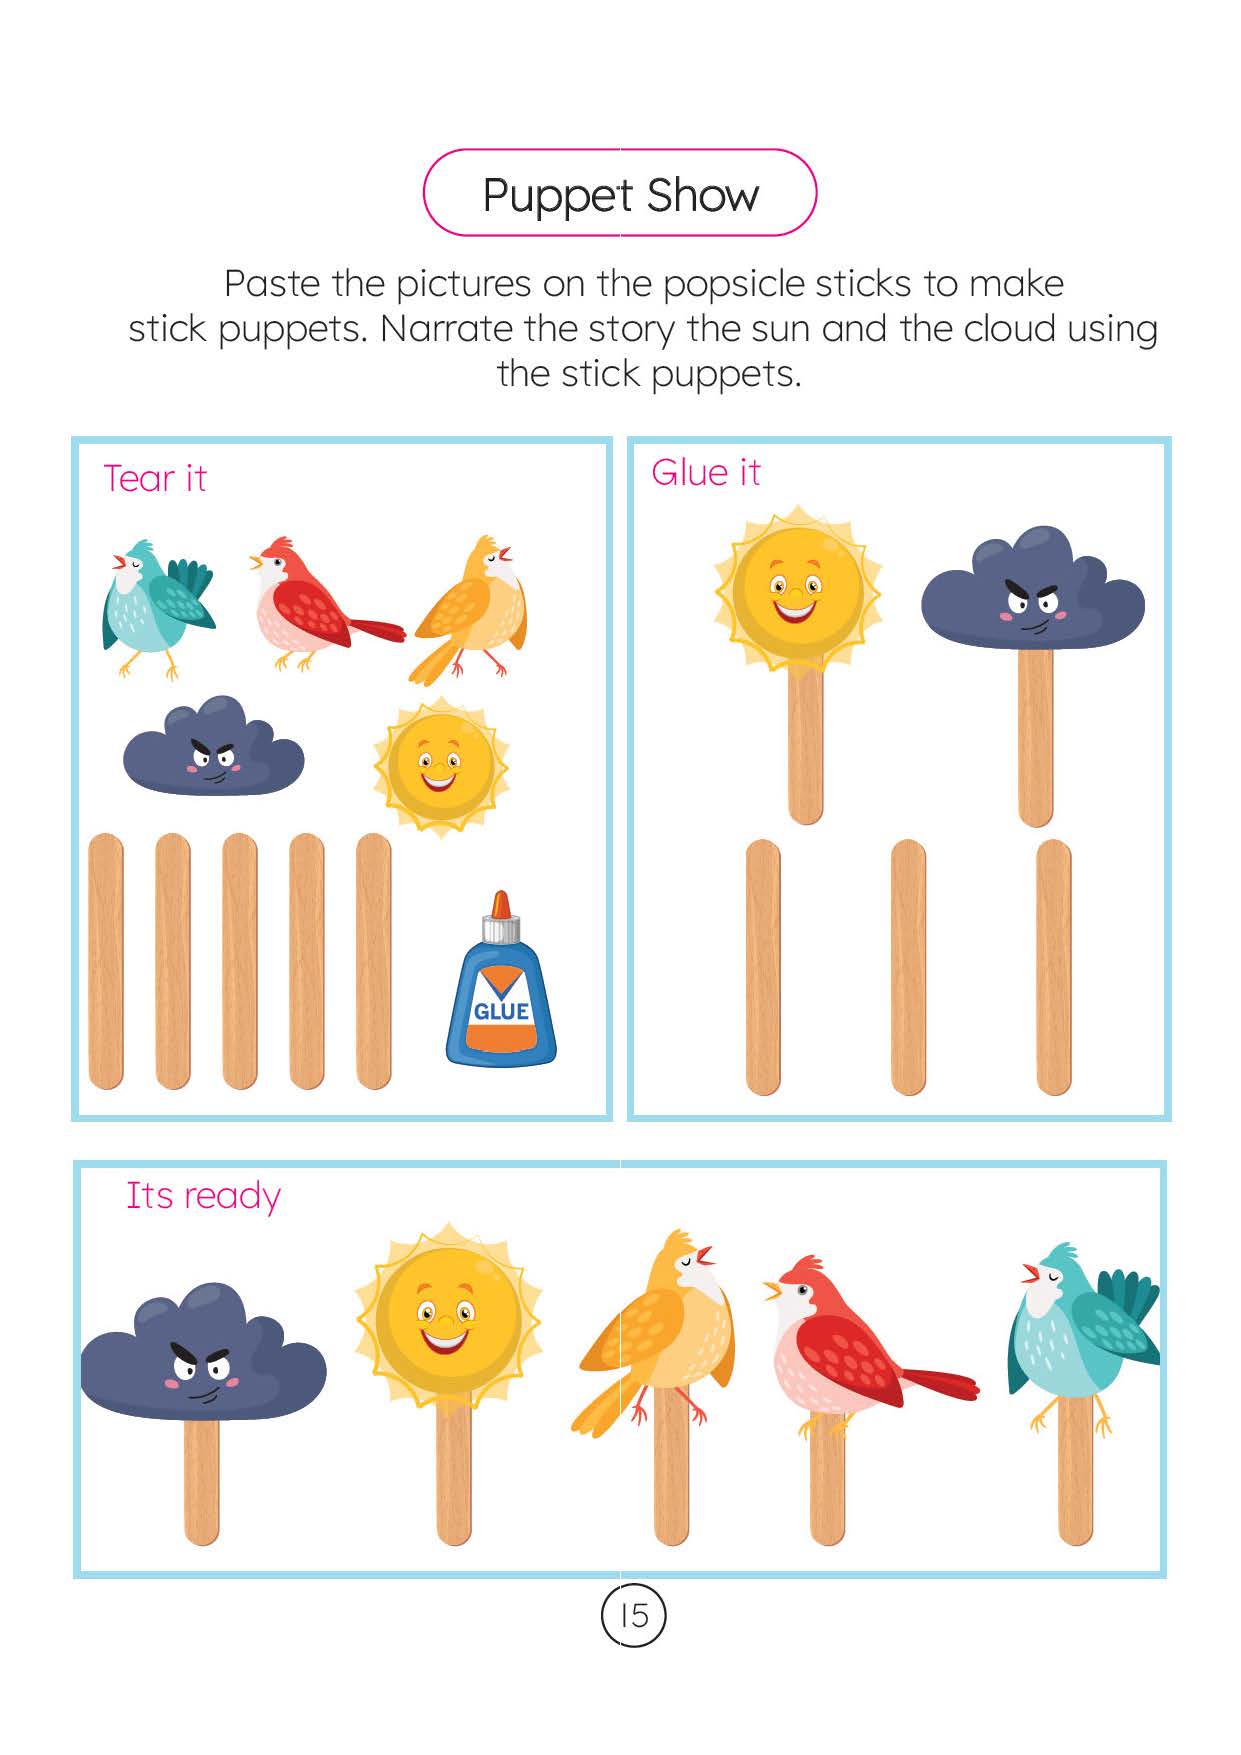 Puppet Show
Paste the pictures on the popsicle sticks to make
stick puppets. Narrate the story the sun and the cloud using
the stick puppets.
Tear it
Glue it
GLUE
Its ready
15